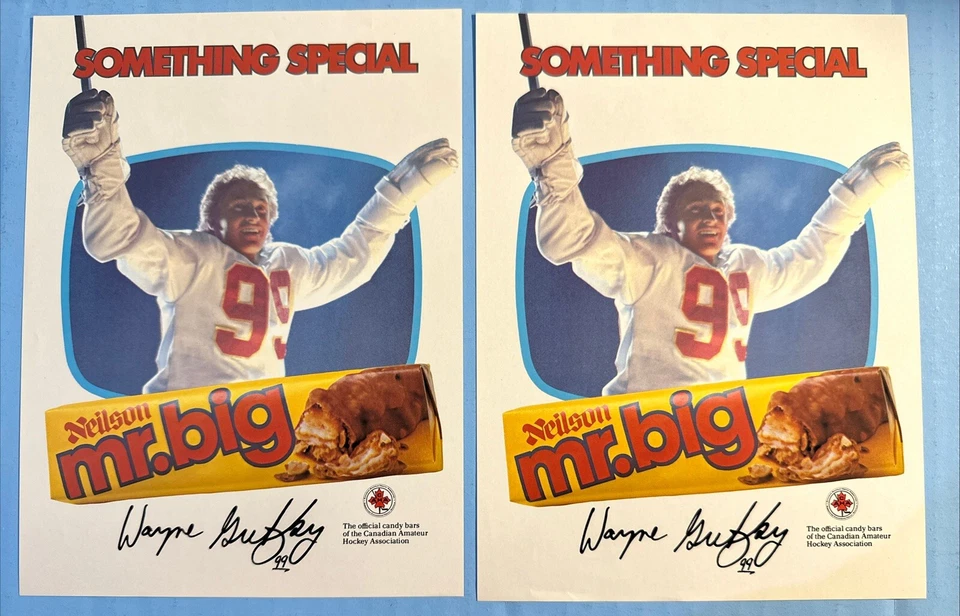 SOMETHING SPECIAL
99
Neilson
mr.big
Wayne Gretzky
99
The official candy bars
of the Canadian Amateur
Hockey Association
SOMETHING SPECIAL
99
Neilson
mr.big
Wayne Gretzky
99
The official candy bars
of the Canadian Amateur
Hockey Association